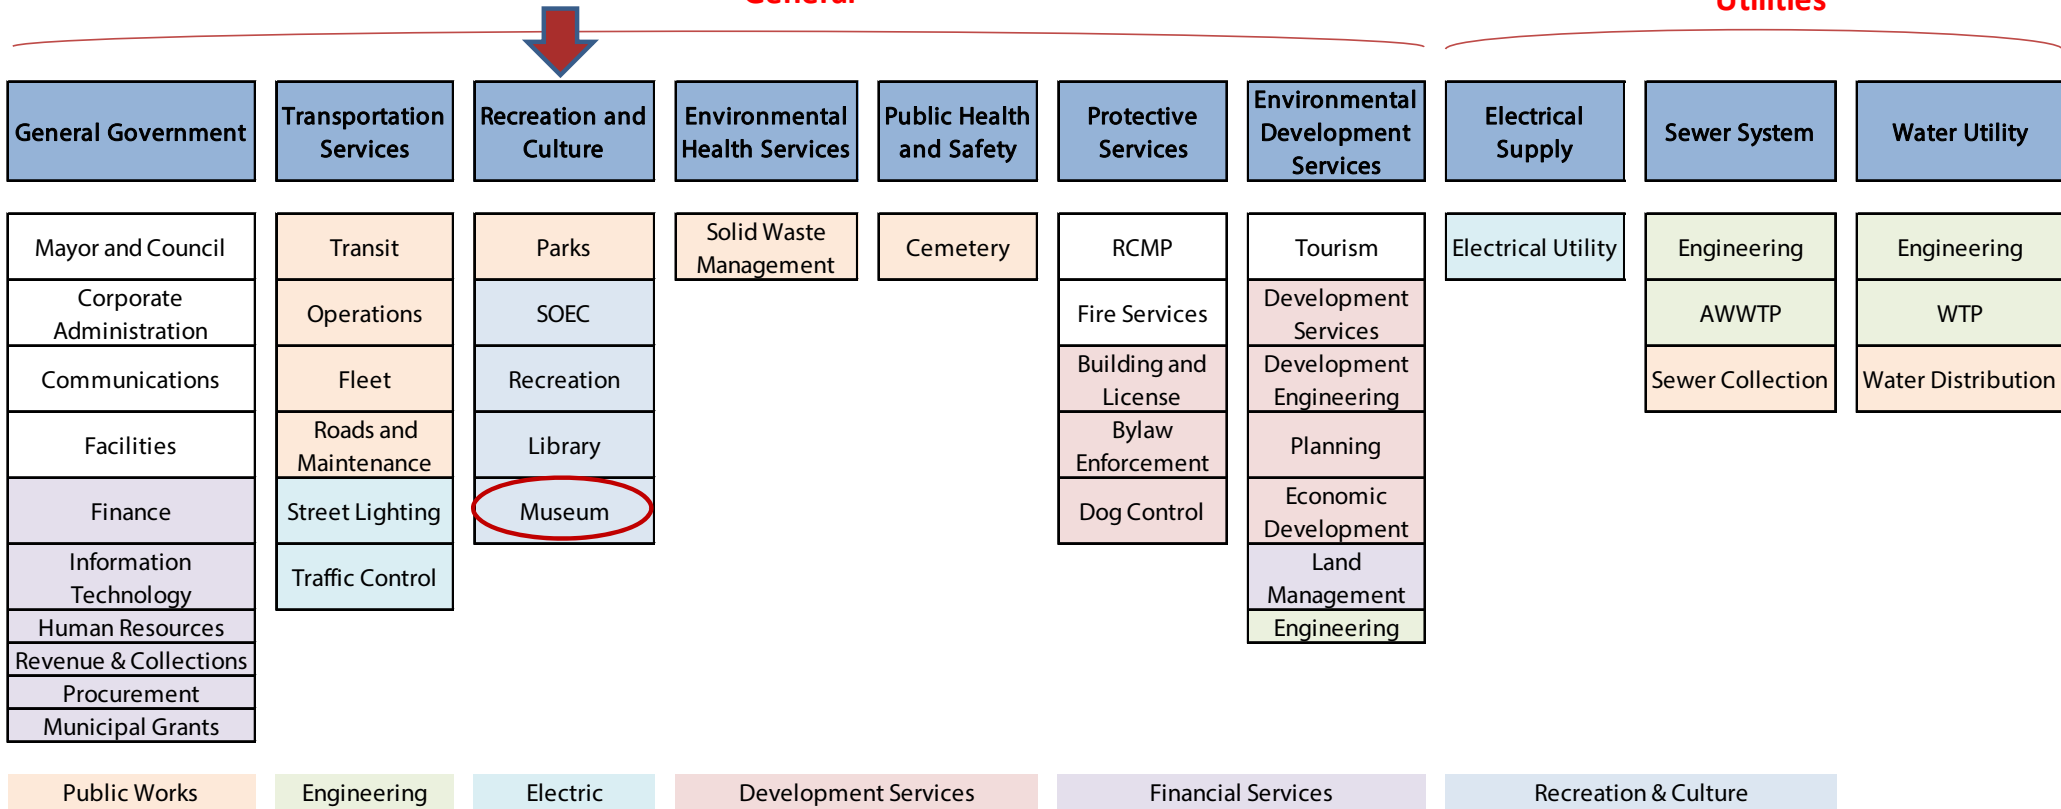 General
Utilities
General Government
Transportation
Services
Recreation and
Culture
Environmental
Health Services
Public Health
and Safety
Protective
Services
Environmental
Development
Services
Electrical
Supply
Sewer System
Water Utility
Mayor and Council
Corporate
Administration
Communications
Facilities
Finance
Information
Technology
Human Resources
Revenue & Collections
Procurement
Municipal Grants
Transit
Operations
Fleet
Roads and
Maintenance
Street Lighting
Traffic Control
Parks
SOEC
Recreation
Library
Museum
Solid Waste
Management
Cemetery
RCMP
Fire Services
Building and
License
Bylaw
Enforcement
Dog Control
Tourism
Development
Services
Development
Engineering
Planning
Economic
Development
Land
Management
Engineering
Electrical Utility
Engineering
AWWTP
Sewer Collection
Engineering
WTP
Water Distribution
Public Works
Engineering
Electric
Development Services
Financial Services
Recreation & Culture